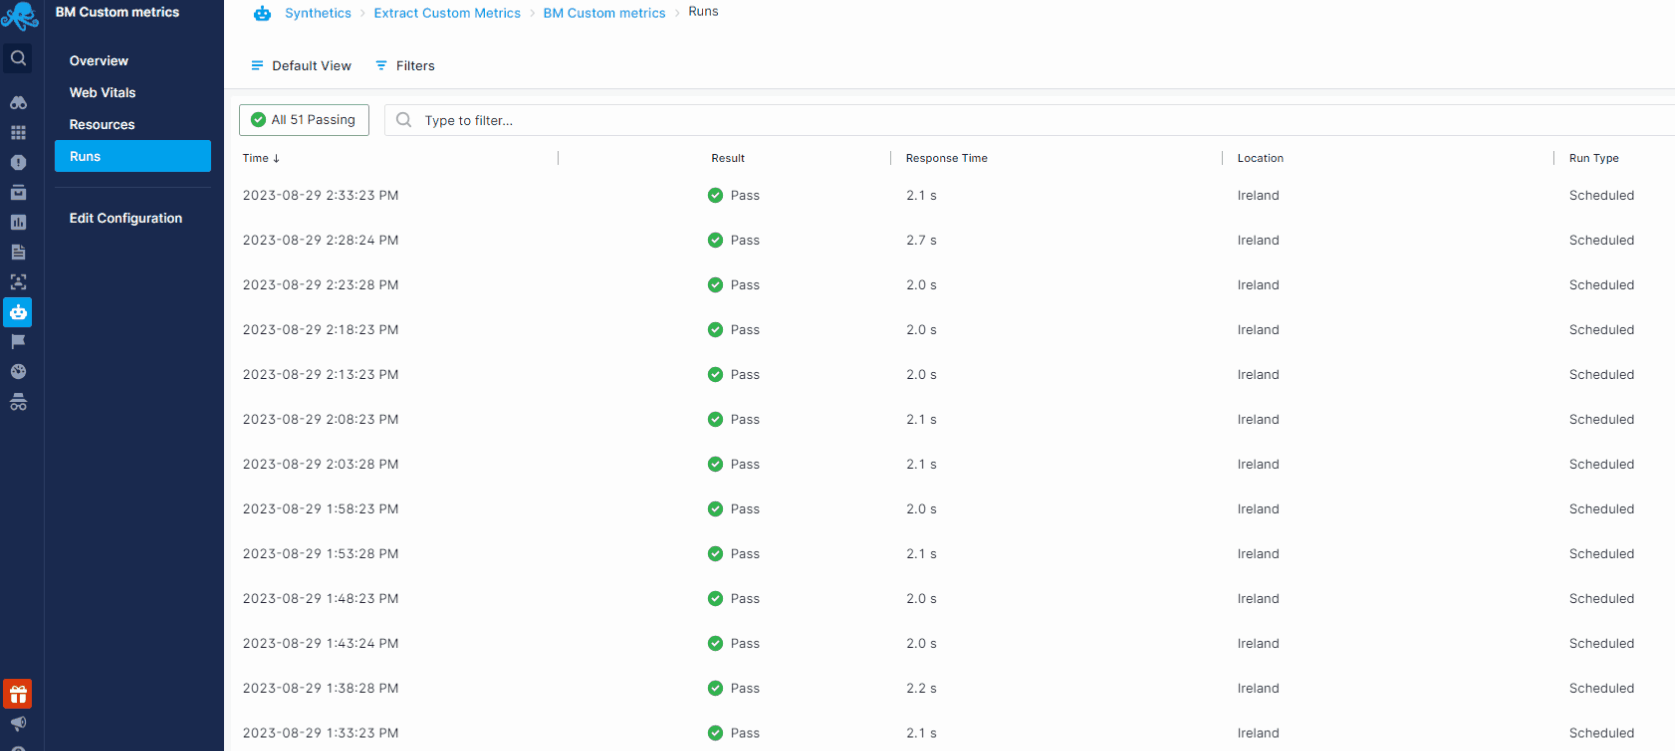 BM Custom metrics
Synthetics > Extract Custom Metrics > BM Custom metrics > Runs
Overview
Web Vitals
Resources
Runs
Edit Configuration
Default View Filters
All 51 Passing Type to filter...
Time ↓ Result Response Time Location Run Type
2023-08-29 2:33:23 PM Pass 2.1 s Ireland Scheduled
2023-08-29 2:28:24 PM Pass 2.7 s Ireland Scheduled
2023-08-29 2:23:28 PM Pass 2.0 s Ireland Scheduled
2023-08-29 2:18:23 PM Pass 2.0 s Ireland Scheduled
2023-08-29 2:13:23 PM Pass 2.0 s Ireland Scheduled
2023-08-29 2:08:23 PM Pass 2.1 s Ireland Scheduled
2023-08-29 2:03:28 PM Pass 2.1 s Ireland Scheduled
2023-08-29 1:58:23 PM Pass 2.0 s Ireland Scheduled
2023-08-29 1:53:28 PM Pass 2.1 s Ireland Scheduled
2023-08-29 1:48:23 PM Pass 2.0 s Ireland Scheduled
2023-08-29 1:43:24 PM Pass 2.0 s Ireland Scheduled
2023-08-29 1:38:28 PM Pass 2.2 s Ireland Scheduled
2023-08-29 1:33:23 PM Pass 2.1 s Ireland Scheduled